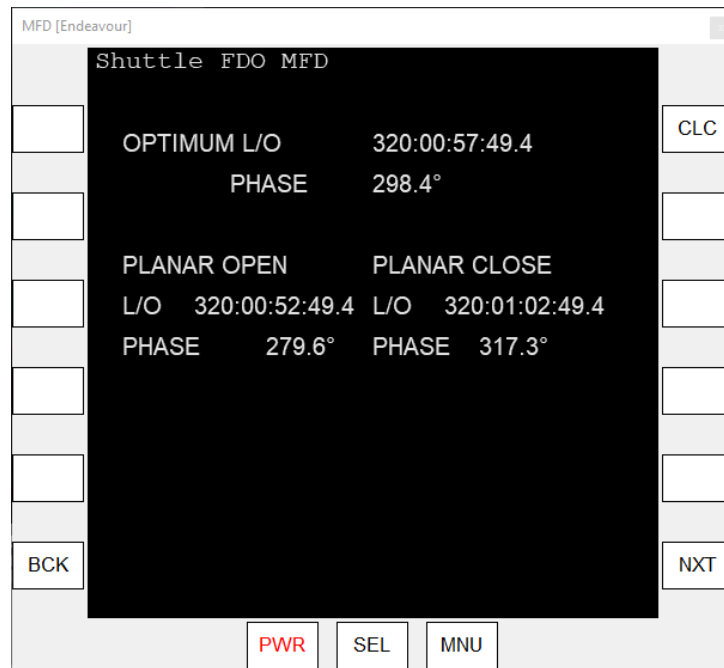 MFD [Endeavour]
Shuttle FDO MFD
CLC
OPTIMUM L/O 320:00:57:49.4
PHASE 298.4°
PLANAR OPEN PLANAR CLOSE
L/O 320:00:52:49.4 L/O 320:01:02:49.4
PHASE 279.6° PHASE 317.3°
BCK NXT
PWR SEL MNU